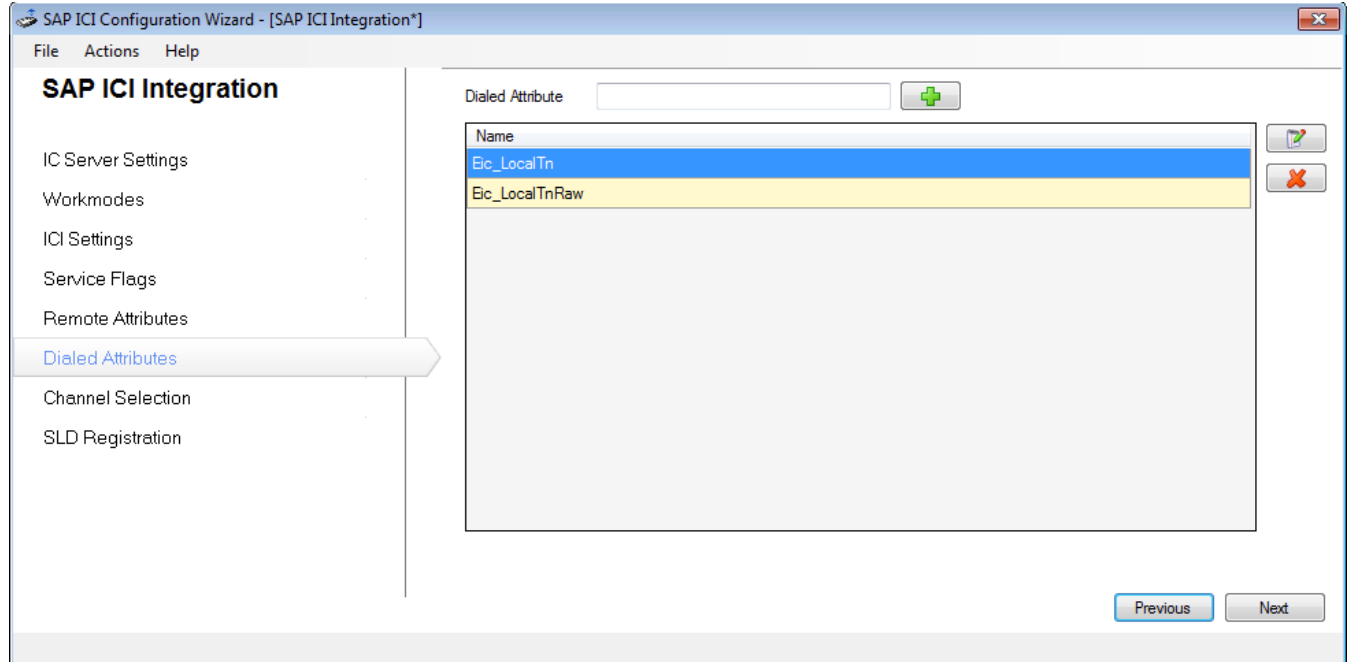 SAP ICI Configuration Wizard - [SAP ICI Integration*]
File Actions Help
SAP ICI Integration
IC Server Settings
Workmodes
ICI Settings
Service Flags
Remote Attributes
Dialed Attributes
Channel Selection
SLD Registration
Dialed Attribute
Name
Eic_LocalTn
Eic_LocalTnRaw
Previous Next